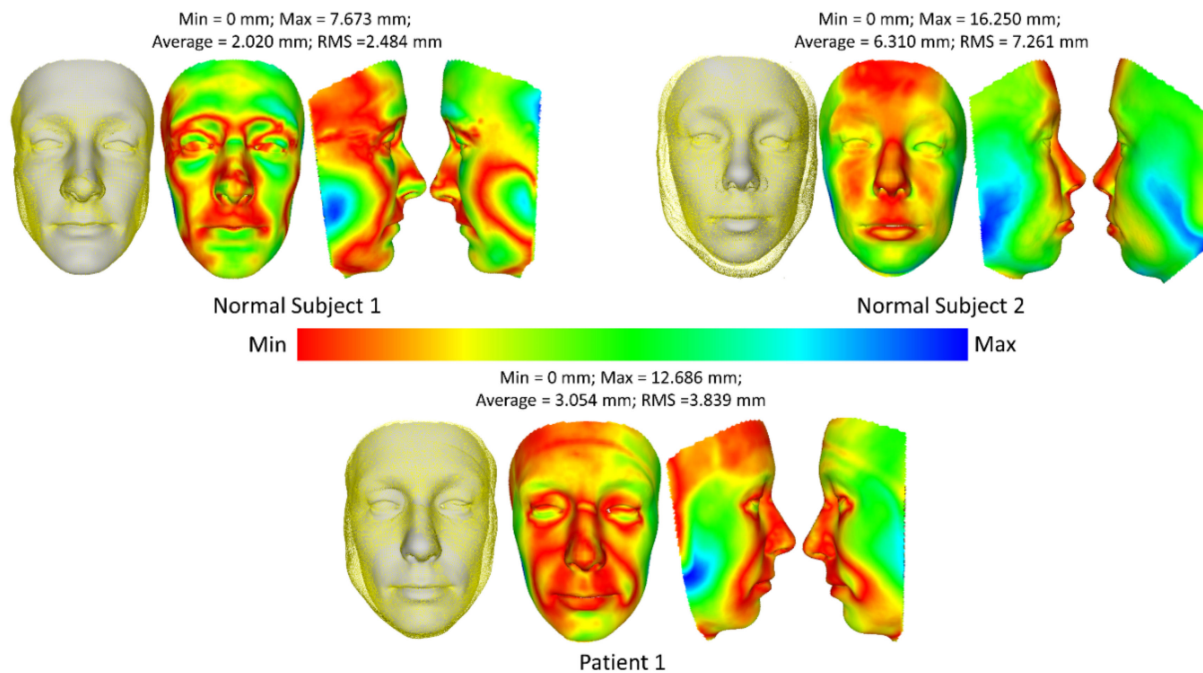 Min = 0 mm; Max = 7.673 mm;
Average = 2.020 mm; RMS =2.484 mm
Min = 0 mm; Max = 16.250 mm;
Average = 6.310 mm; RMS = 7.261 mm
Normal Subject 1
Normal Subject 2
Min
Max
Min = 0 mm; Max = 12.686 mm;
Average = 3.054 mm; RMS =3.839 mm
Patient 1